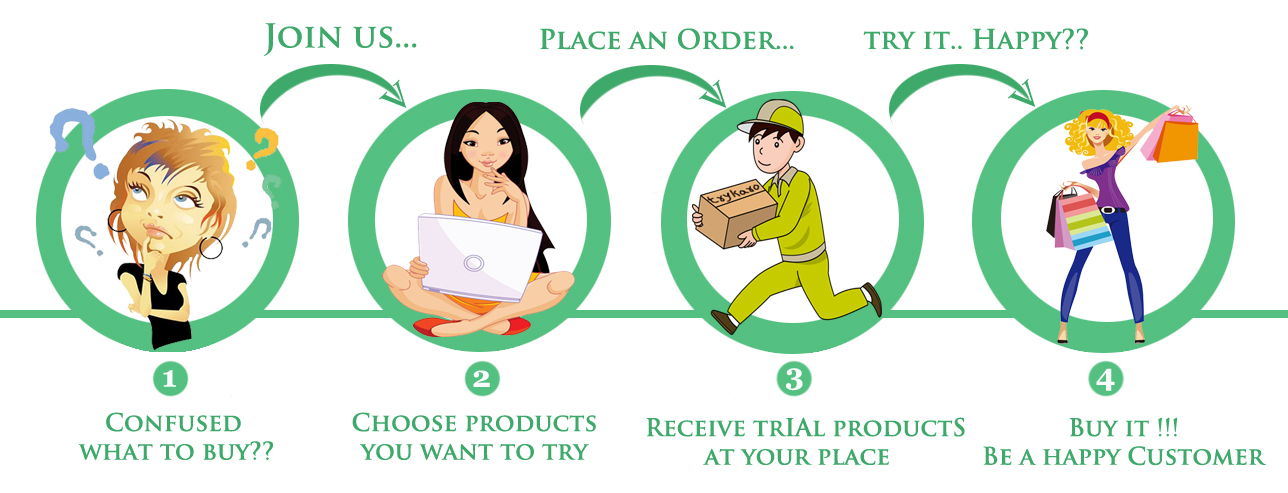 JOIN US...
PLACE AN ORDER...
TRY IT.. HAPPY??
trykaro
1
2
3
4
CONFUSED
WHAT TO BUY??
CHOOSE PRODUCTS
YOU WANT TO TRY
RECEIVE TRIAL PRODUCTS
AT YOUR PLACE
BUY IT !!!
BE A HAPPY CUSTOMER